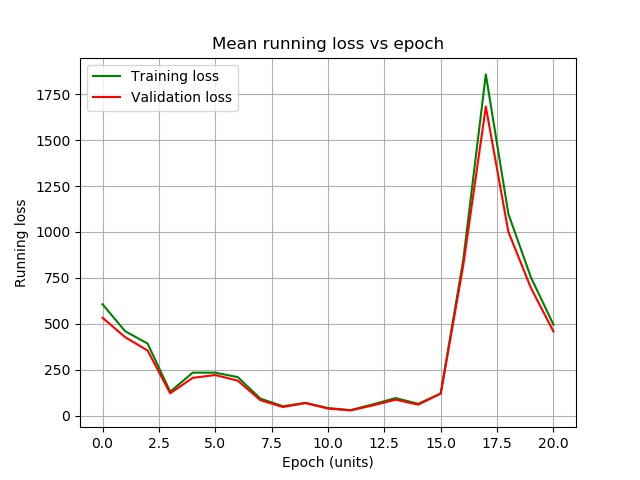 Mean running loss vs epoch
Training loss
Validation loss
1750
1500
1250
1000
750
500
250
0
Running loss
0.0 2.5 5.0 7.5 10.0 12.5 15.0 17.5 20.0
Epoch (units)